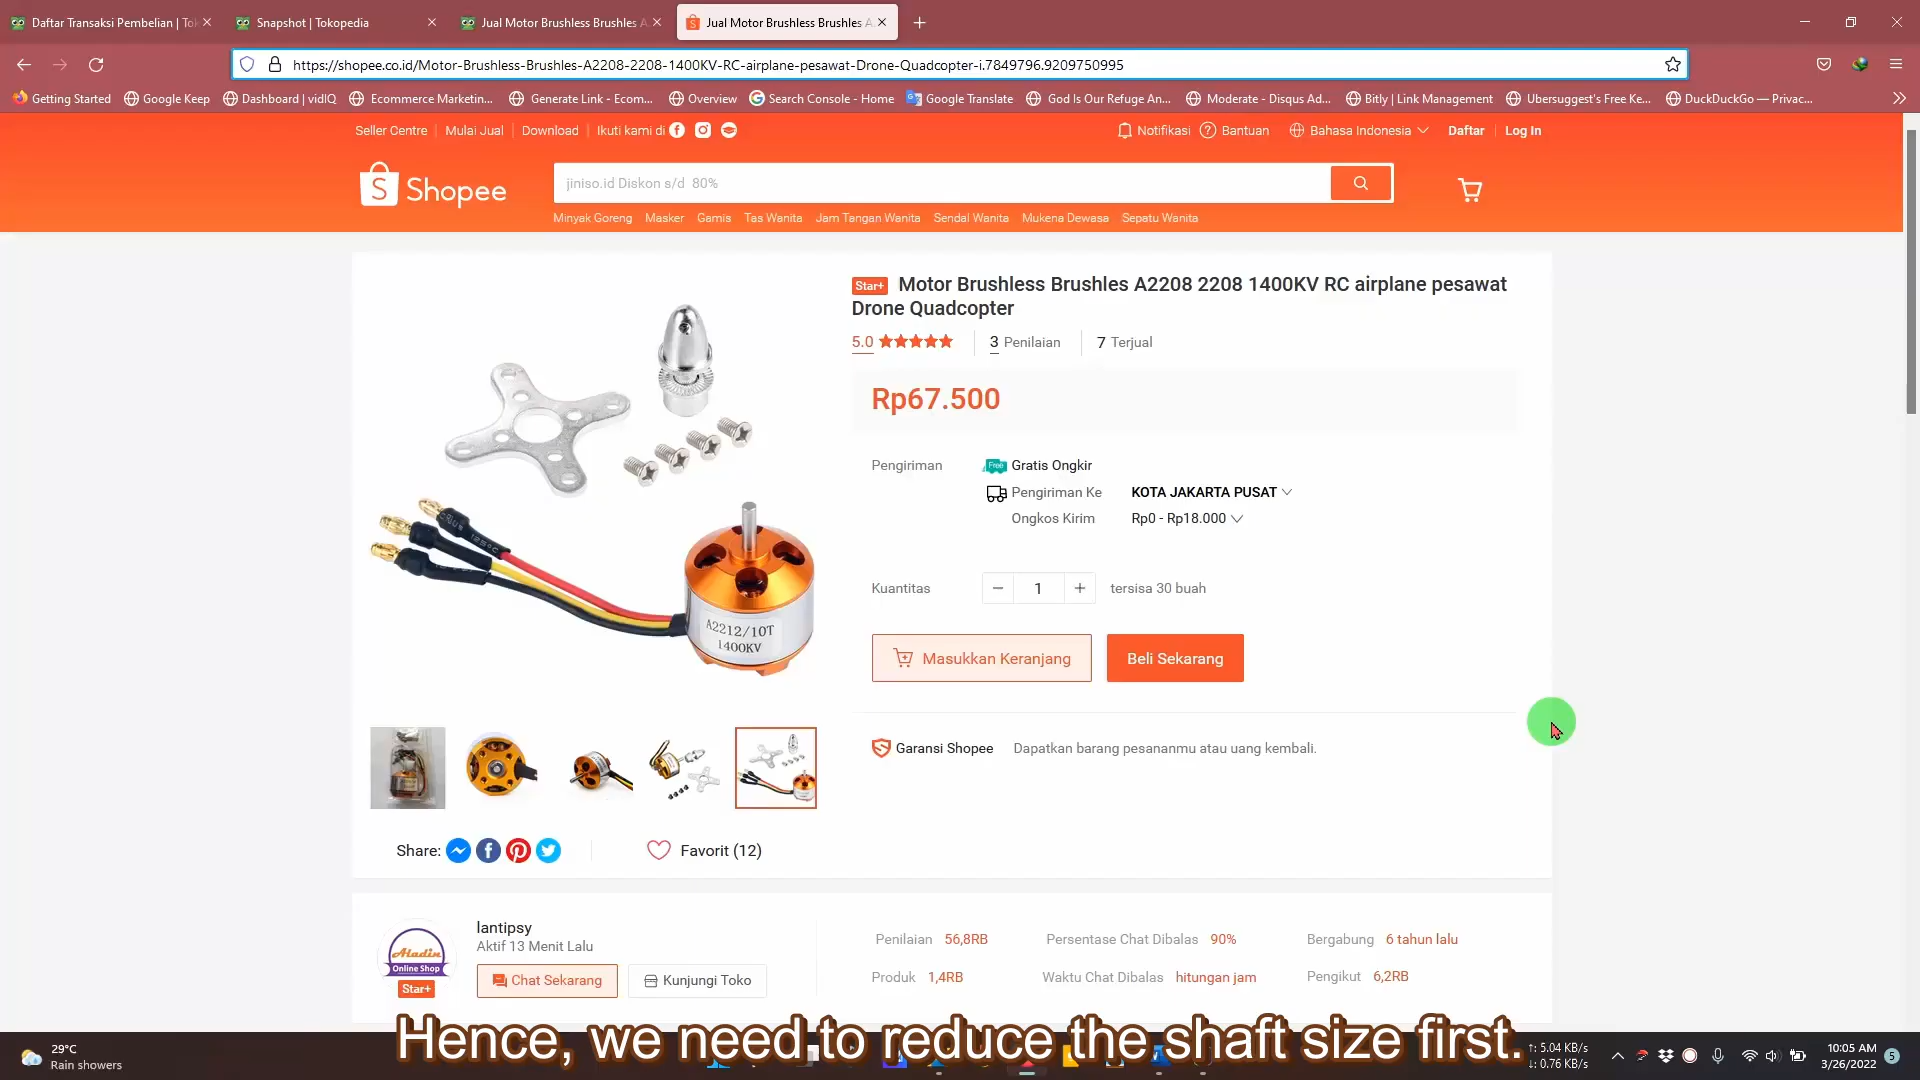 Daftar Transaksi Pembelian | To
Snapshot | Tokopedia
Jual Motor Brushless Brushles A
Jual Motor Brushless Brushles A
https://shopee.co.id/Motor-Brushless-Brushles-A2208-2208-1400KV-RC-airplane-pesawat-Drone-Quadcopter-i.7849796.9209750995
Getting Started
Google Keep
Dashboard | vidIQ
Ecommerce Marketin...
Generate Link - Ecom...
Overview
Search Console - Home
Google Translate
God Is Our Refuge An...
Moderate - Disqus Ad...
Bitly | Link Management
Ubersuggest's Free Ke...
DuckDuckGo — Privac...
Seller Centre
Mulai Jual
Download
Ikuti kami di
Notifikasi
Bantuan
Bahasa Indonesia
Daftar
Log In
Shopee
jiniso.id Diskon s/d 80%
Minyak Goreng
Masker
Gamis
Tas Wanita
Jam Tangan Wanita
Sendal Wanita
Mukena Dewasa
Sepatu Wanita
Star+ Motor Brushless Brushles A2208 2208 1400KV RC airplane pesawat
Drone Quadcopter
5.0
3 Penilaian
7 Terjual
Rp67.500
Pengiriman
Free Gratis Ongkir
Pengiriman Ke KOTA JAKARTA PUSAT
Ongkos Kirim Rp0 - Rp18.000
Kuantitas
1
tersisa 30 buah
A2212/10T
1400KV
Masukkan Keranjang
Beli Sekarang
Garansi Shopee Dapatkan barang pesananmu atau uang kembali.
Share:
Favorit (12)
Aladin
Online Shop
Star+
lantipsy
Aktif 13 Menit Lalu
Chat Sekarang
Kunjungi Toko
Penilaian 56,8RB
Persentase Chat Dibalas 90%
Bergabung 6 tahun lalu
Produk 1,4RB
Waktu Chat Dibalas hitungan jam
Pengikut 6,2RB
Hence, we need to reduce the shaft size first.
29°C
Rain showers
↑: 5.04 KB/s
↓: 0.76 KB/s
10:05 AM
3/26/2022
5